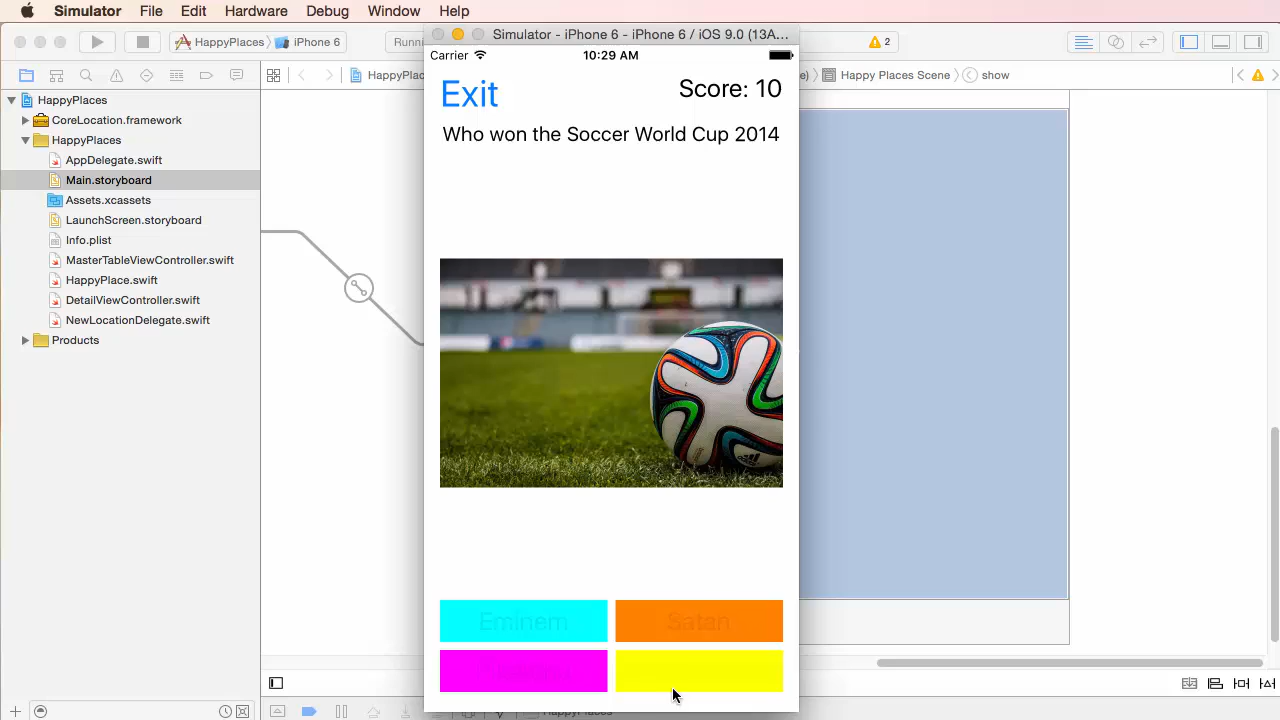 Simulator File Edit Hardware Debug Window Help
Simulator - iPhone 6 - iPhone 6 / iOS 9.0 (13A...
HappyPlaces iPhone 6
Happy Places Scene show
Carrier 10:29 AM
Exit Score: 10
Who won the Soccer World Cup 2014
HappyPlaces
CoreLocation.framework
HappyPlaces
AppDelegate.swift
Main.storyboard
Assets.xcassets
LaunchScreen.storyboard
Info.plist
MasterTableViewController.swift
HappyPlace.swift
DetailViewController.swift
NewLocationDelegate.swift
Products
2
Eminem Satan